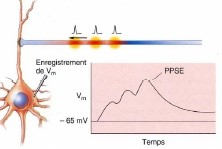 Enregistrement
de Vm
PPSE
Vm
– 65 mV
Temps